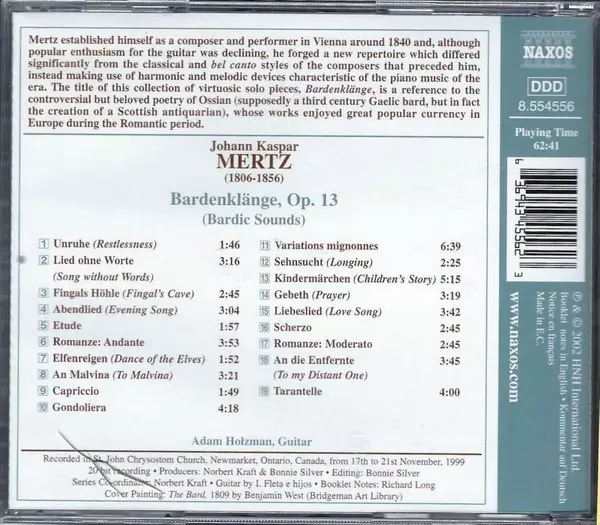 Mertz established himself as a composer and performer in Vienna around 1840 and, although
popular enthusiasm for the guitar was declining, he forged a new repertoire which differed
significantly from the classical and bel canto styles of the composers that preceded him,
instead making use of harmonic and melodic devices characteristic of the piano music of the
era. The title of this collection of virtuosic solo pieces, Bardenklänge, is a reference to the
controversial but beloved poetry of Ossian (supposedly a third century Gaelic bard, but in fact
the creation of a Scottish antiquarian), whose works enjoyed great popular currency in
Europe during the Romantic period.
NAXOS
DDD
8.554556
Playing Time
62:41
Johann Kaspar
MERTZ
(1806-1856)
Bardenklänge, Op. 13
(Bardic Sounds)
1 Unruhe (Restlessness) 1:46
2 Lied ohne Worte 3:16
(Song without Words)
3 Fingals Höhle (Fingal's Cave) 2:45
4 Abendlied (Evening Song) 3:04
5 Etude 1:57
6 Romanze: Andante 3:53
7 Elfenreigen (Dance of the Elves) 1:52
8 An Malvina (To Malvina) 3:21
9 Capriccio 1:49
10 Gondoliera 4:18
11 Variations mignonnes 6:39
12 Sehnsucht (Longing) 2:25
13 Kindermärchen (Children's Story) 5:15
14 Gebeth (Prayer) 3:19
15 Liebeslied (Love Song) 3:42
16 Scherzo 2:45
17 Romanze: Moderato 2:45
18 An die Entfernte 3:45
(To my Distant One)
19 Tarantelle 4:00
Adam Holzman, Guitar
Recorded in St. John Chrysostom Church, Newmarket, Ontario, Canada, from 17th to 21st November, 1999
20 bit recording • Producers: Norbert Kraft & Bonnie Silver • Editing: Bonnie Silver
Series Co-ordinator: Norbert Kraft • Guitar by I. Fleta e hijos • Booklet Notes: Richard Long
Cover Painting: The Bard, 1809 by Benjamin West (Bridgeman Art Library)
6 36943 45562 3
www.naxos.com
℗ & © 2002 HNH International Ltd.
Booklet notes in English • Kommentar auf Deutsch
Notice en français
Made in E.C.